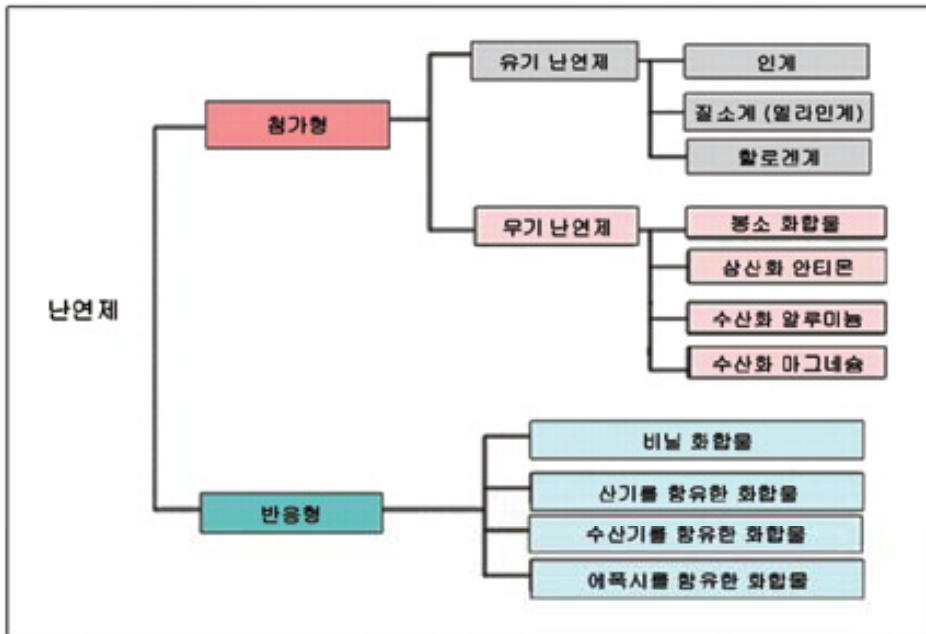 난연제
첨가형
유기 난연제
인계
질소계 (멜라민계)
할로겐계
무기 난연제
붕소 화합물
삼산화 안티몬
수산화 알루미늄
수산화 마그네슘
반응형
비닐 화합물
산기를 함유한 화합물
수산기를 함유한 화합물
에폭시를 함유한 화합물